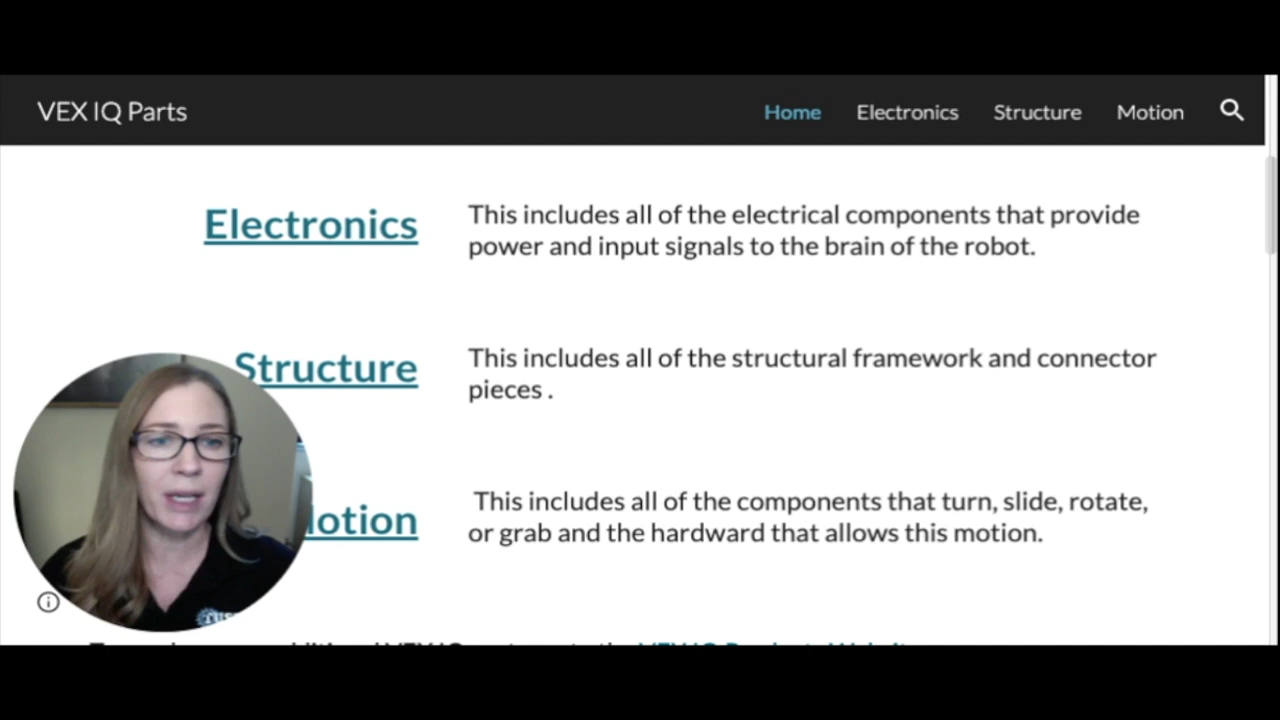 VEX IQ Parts
Home Electronics Structure Motion
Electronics
This includes all of the electrical components that provide
power and input signals to the brain of the robot.
Structure
This includes all of the structural framework and connector
pieces .
This includes all of the components that turn, slide, rotate,
or grab and the hardward that allows this motion.